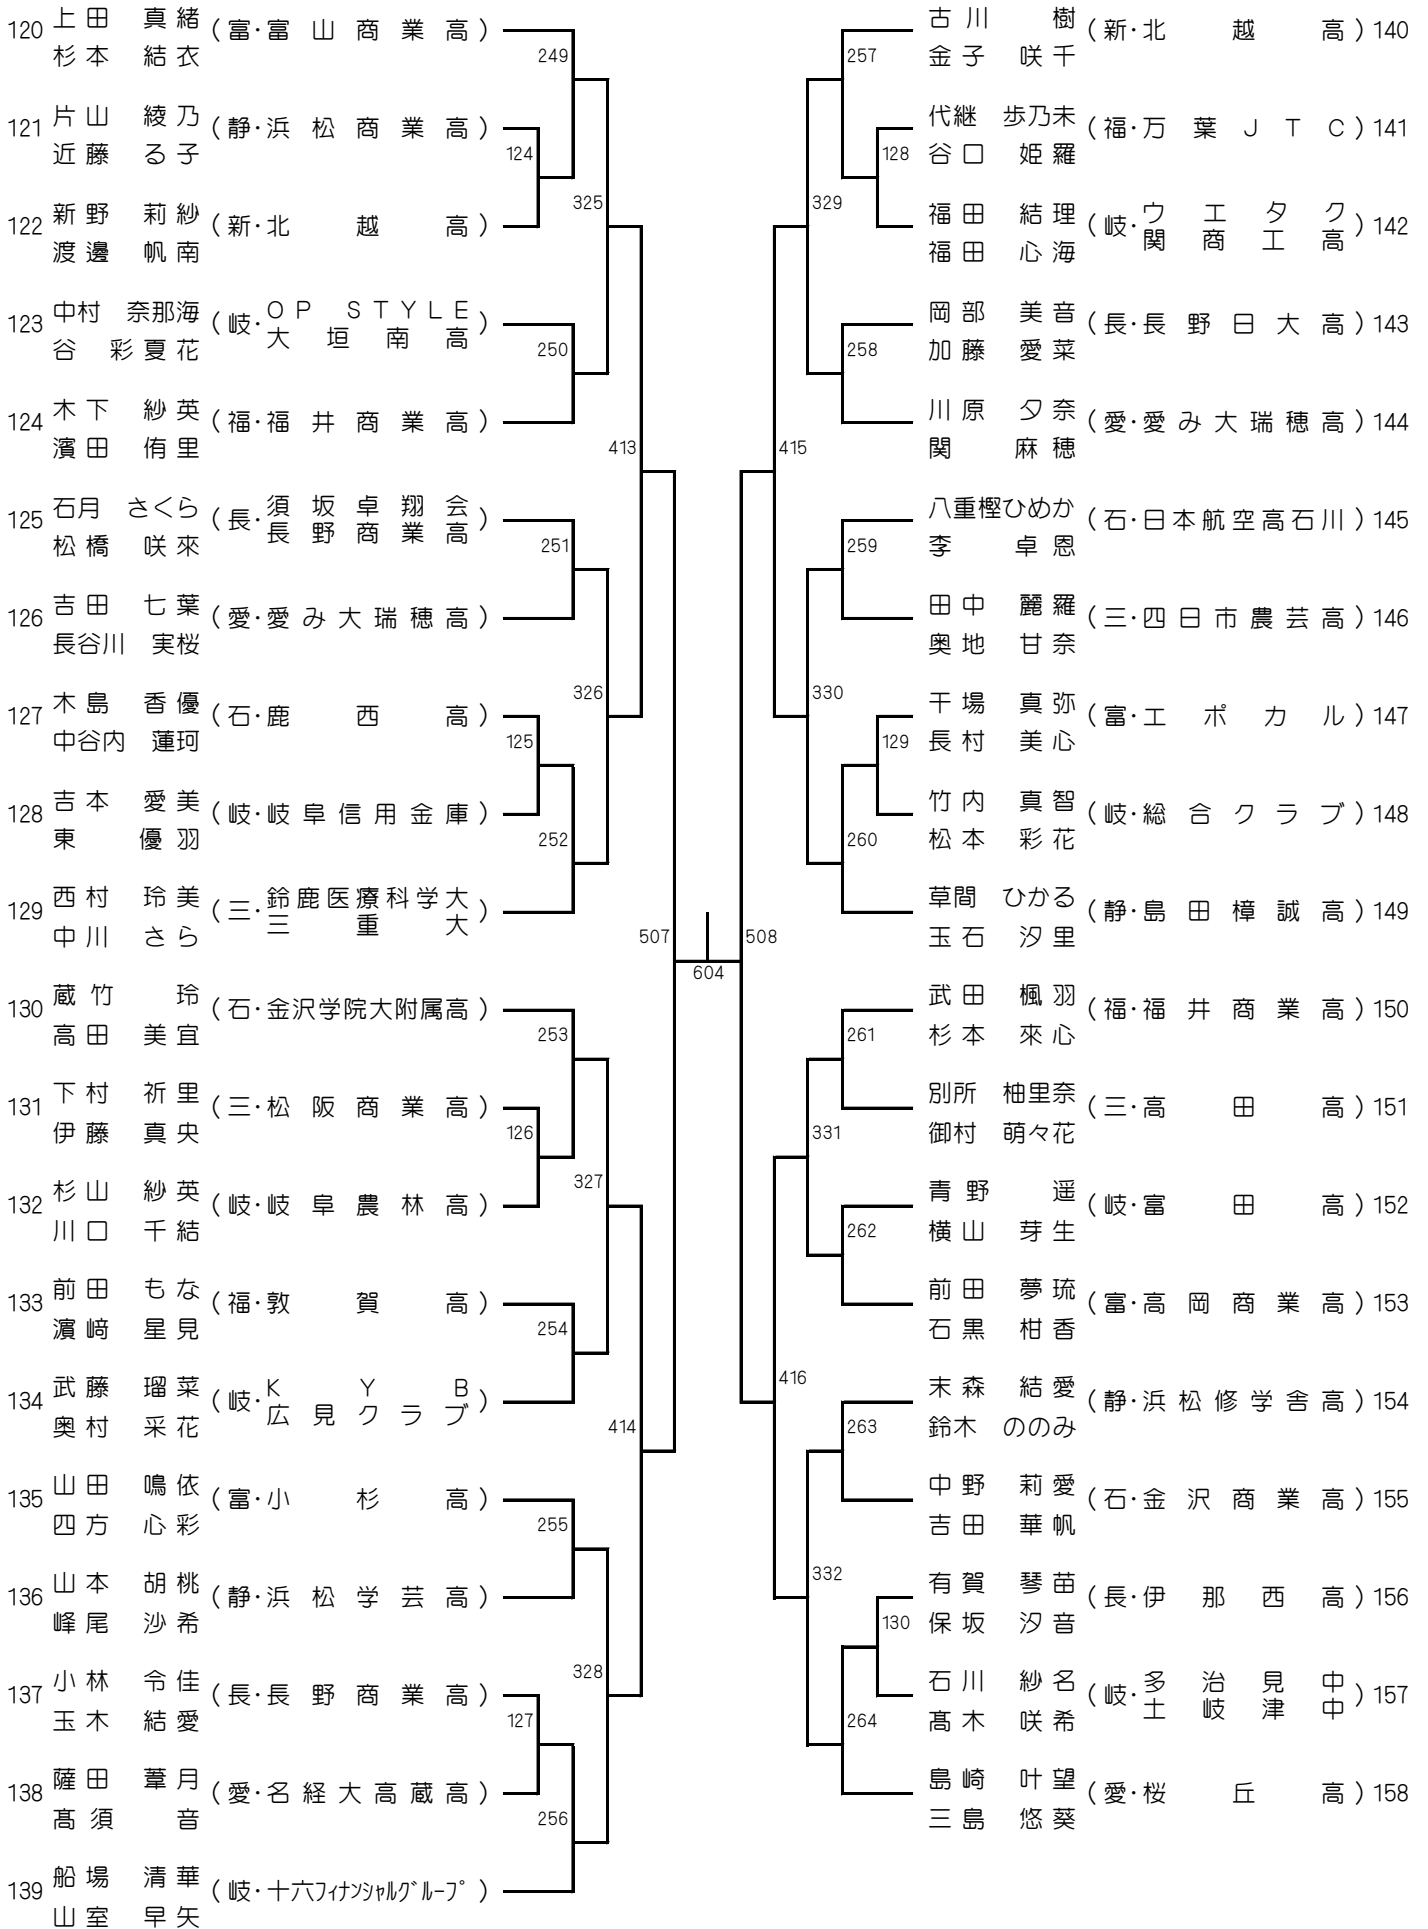 120 上田 真緒 (富・富山商業高)
杉本 結衣
249
121 片山 綾乃 (静・浜松商業高)
近藤 る子
124
325
122 新野 莉紗 (新・北越高)
渡邊 帆南
123 中村 奈那海 (岐・OP STYLE
大垣南高)
谷 彩夏花
250
124 木下 紗英 (福・福井商業高)
濱田 侑里
413
125 石月 さくら (長・須坂卓翔会
長野商業高)
松橋 咲來
251
126 吉田 七葉 (愛・愛み大瑞穂高)
長谷川 実桜
326
127 木島 香優 (石・鹿西高)
中谷内 蓮珂
125
128 吉本 愛美 (岐・岐阜信用金庫)
東 優羽
252
129 西村 玲美 (三・鈴鹿医療科学大
三重大)
中川 さら
507
604
130 蔵竹 玲 (石・金沢学院大附属高)
高田 美宜
253
131 下村 祈里 (三・松阪商業高)
伊藤 真央
126
327
132 杉山 紗英 (岐・岐阜農林高)
川口 千結
133 前田 もな (福・敦賀高)
濵﨑 星見
254
134 武藤 瑠菜 (岐・KYB
広見クラブ)
奥村 采花
414
135 山田 鳴依 (富・小杉高)
四方 心彩
255
136 山本 胡桃 (静・浜松学芸高)
峰尾 沙希
328
137 小林 令佳 (長・長野商業高)
玉木 結愛
127
138 薩田 葦月 (愛・名経大高蔵高)
髙須 音
256
139 船場 清華 (岐・十六フィナンシャルグループ)
山室 早矢
古川 樹 (新・北越高) 140
金子 咲千
257
代継 歩乃未 (福・万葉JTC) 141
谷口 姫羅
128
329
福田 結理 (岐・ウエタク
関商工高) 142
福田 心海
岡部 美音 (長・長野日大高) 143
加藤 愛菜
258
川原 夕奈 (愛・愛み大瑞穂高) 144
関 麻穂
415
八重樫ひめか (石・日本航空高石川) 145
李 卓恩
259
田中 麗羅 (三・四日市農芸高) 146
奥地 甘奈
330
干場 真弥 (富・エポカル) 147
長村 美心
129
竹内 真智 (岐・総合クラブ) 148
松本 彩花
260
草間 ひかる (静・島田樟誠高) 149
玉石 汐里
508
武田 楓羽 (福・福井商業高) 150
杉本 來心
261
別所 柚里奈 (三・高田高) 151
御村 萌々花
331
青野 遥 (岐・富田高) 152
横山 芽生
262
前田 夢琉 (富・高岡商業高) 153
石黒 柑香
416
末森 結愛 (静・浜松修学舎高) 154
鈴木 ののみ
263
中野 莉愛 (石・金沢商業高) 155
吉田 華帆
332
有賀 琴苗 (長・伊那西高) 156
保坂 汐音
130
石川 紗名 (岐・多治見中
土岐津中) 157
髙木 咲希
264
島崎 叶望 (愛・桜丘高) 158
三島 悠葵